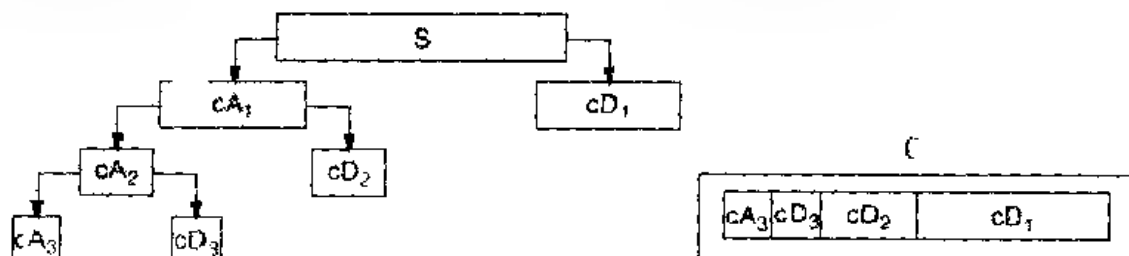 S
cA₁ cD₁
cA₂ cD₂
C
cA₃ cD₃
cA₃ cD₃ cD₂ cD₁